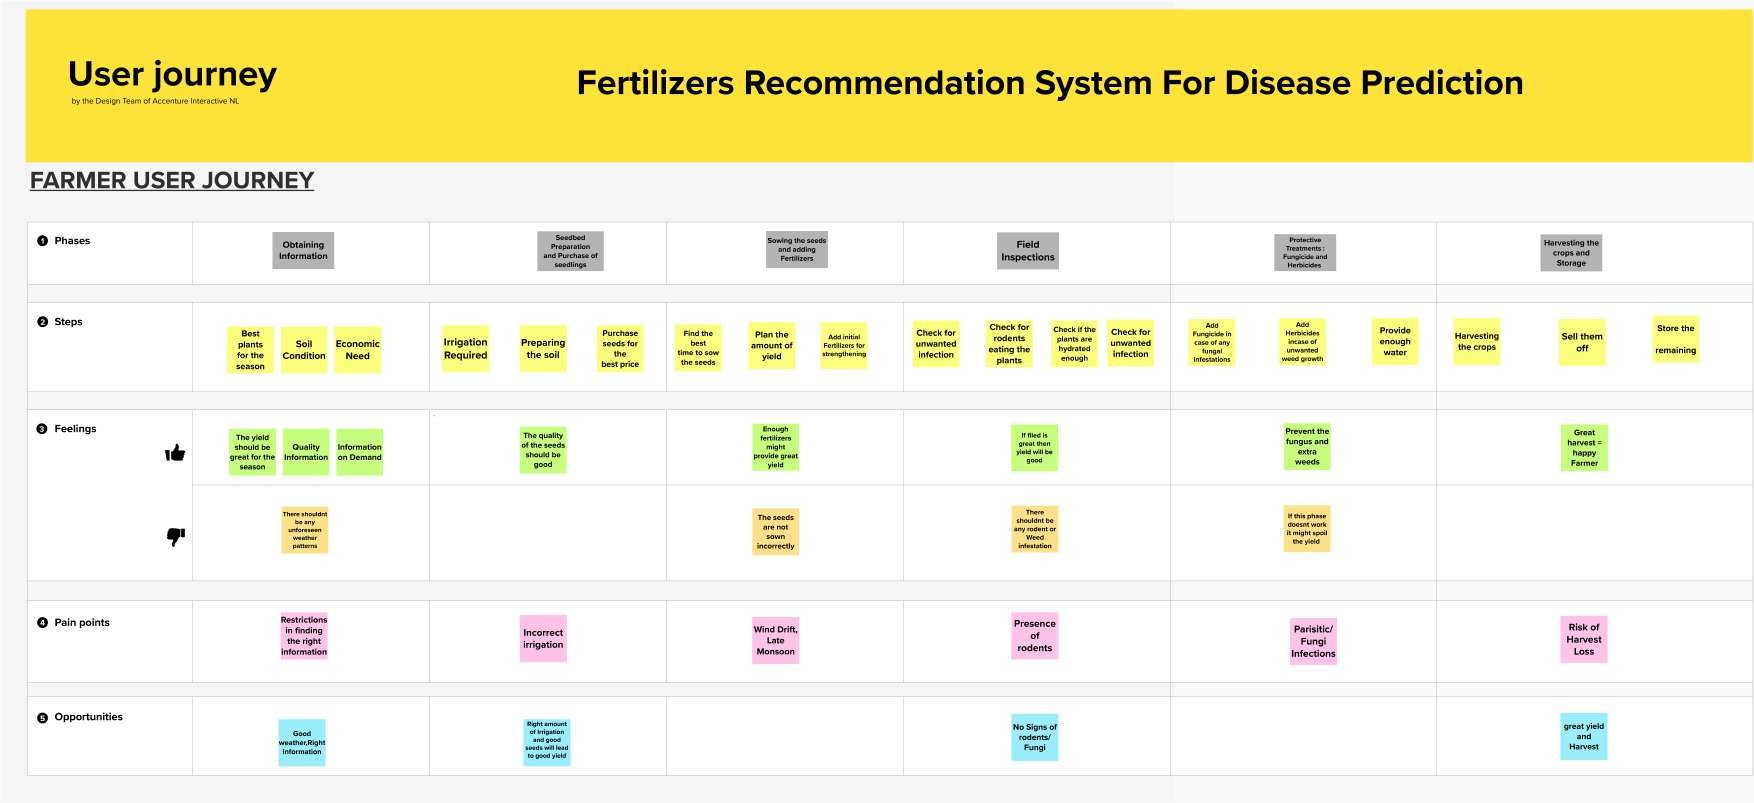 User journey
by the Design Team of Accenture Interactive NL
Fertilizers Recommendation System For Disease Prediction
FARMER USER JOURNEY
1 Phases
Obtaining
Information
Seedbed
Preparation
and Purchase of
seedlings
Sowing the seeds
and adding
Fertilizers
Field
Inspections
Protective
Treatments :
Fungicide and
Herbicides
Harvesting the
crops and
Storage
2 Steps
Best
plants
for the
season
Soil
Condition
Economic
Need
Irrigation
Required
Preparing
the soil
Purchase
seeds for
the
best price
Find the
best
time to sow
the seeds
Plan the
amount of
yield
Add initial
Fertilizers for
strengthening
Check for
unwanted
infection
Check for
rodents
eating the
plants
Check if the
plants are
hydrated
enough
Check for
unwanted
infection
Add
Fungicide in
case of any
fungal
infestations
Add
Herbicides
incase of
unwanted
weed growth
Provide
enough
water
Harvesting
the crops
Sell them
off
Store the
remaining
3 Feelings
The yield
should be
great for the
season
Quality
Information
Information
on Demand
The quality
of the seeds
should be
good
Enough
fertilizers
might
provide great
yield
If filed is
great then
yield will be
good
Prevent the
fungus and
extra
weeds
Great
harvest =
happy
Farmer
There shouldnt
be any
unforeseen
weather
patterns
The seeds
are not
sown
incorrectly
There
shouldnt be
any rodent or
Weed
infestation
If this phase
doesnt work
it might spoil
the yield
4 Pain points
Restrictions
in finding
the right
information
Incorrect
irrigation
Wind Drift,
Late
Monsoon
Presence
of
rodents
Parisitic/
Fungi
Infections
Risk of
Harvest
Loss
5 Opportunities
Good
weather,Right
information
Right amount
of Irrigation
and good
seeds will lead
to good yield
No Signs of
rodents/
Fungi
great yield
and
Harvest